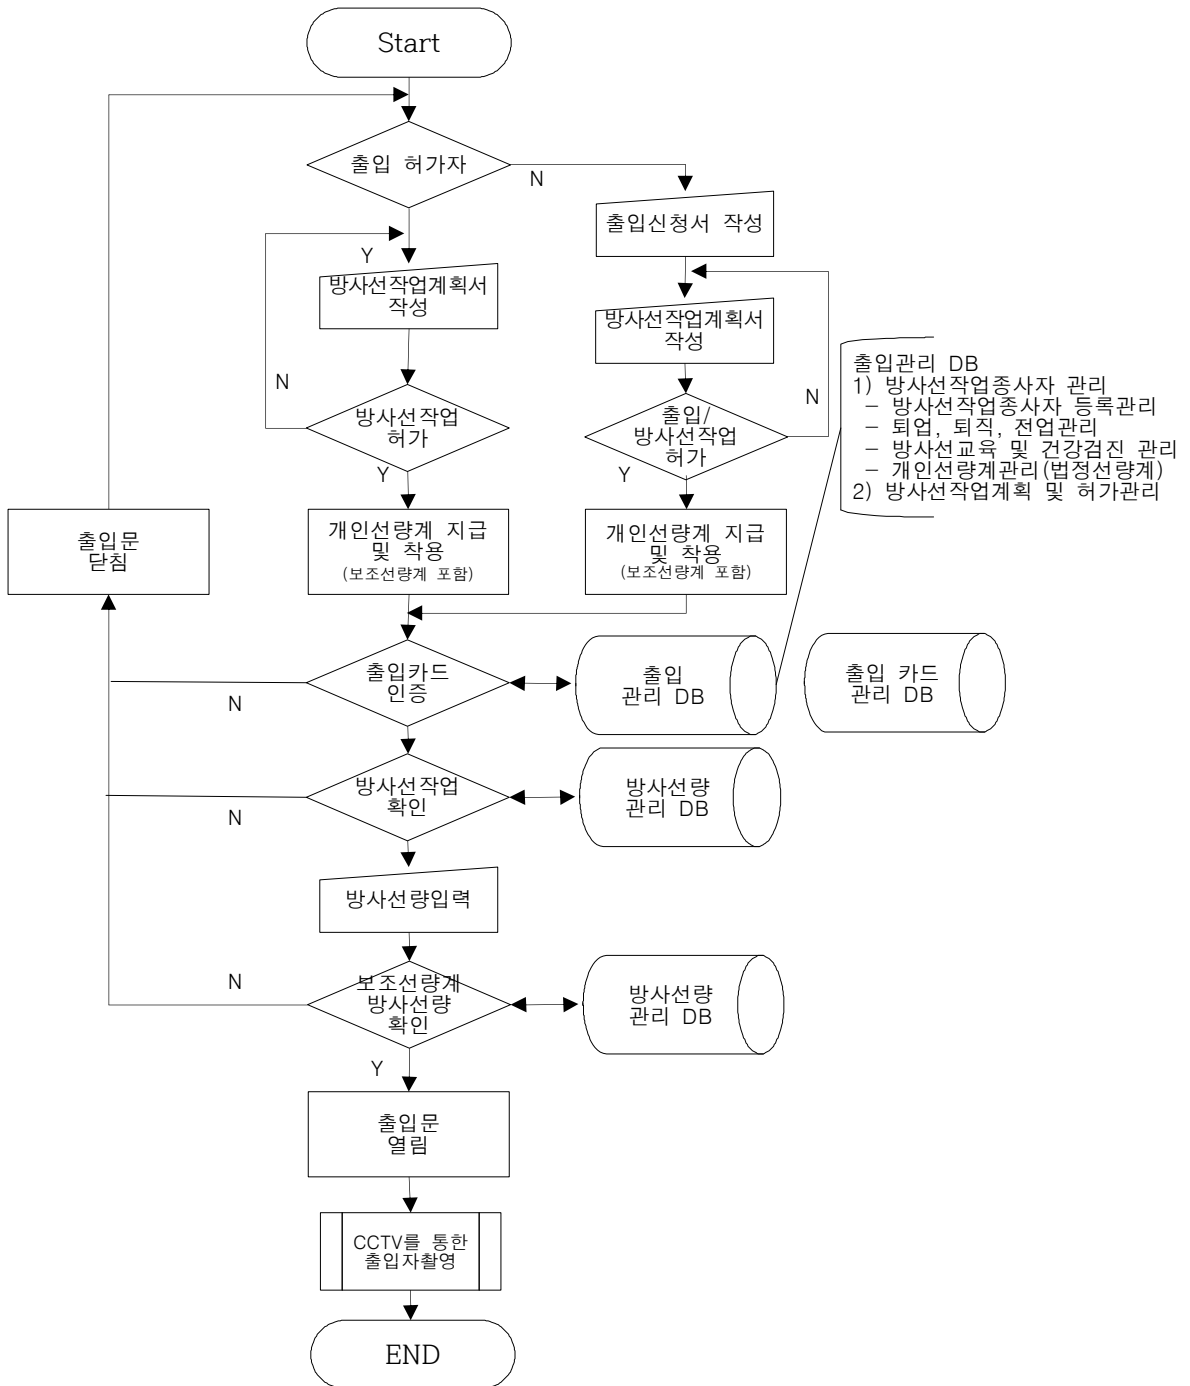 Start
출입 허가자
N
출입신청서 작성
Y
방사선작업계획서
작성
방사선작업계획서
작성
N
방사선작업
허가
Y
출입/
방사선작업
허가
N
Y
출입관리 DB
1) 방사선작업종사자 관리
- 방사선작업종사자 등록관리
- 퇴업, 퇴직, 전업관리
- 방사선교육 및 건강검진 관리
- 개인선량계관리(법정선량계)
2) 방사선작업계획 및 허가관리
출입문
닫침
개인선량계 지급
및 착용
(보조선량계 포함)
개인선량계 지급
및 착용
(보조선량계 포함)
출입카드
인증
N
출입
관리 DB
출입 카드
관리 DB
방사선작업
확인
N
방사선량
관리 DB
방사선량입력
보조선량계
방사선량
확인
N
방사선량
관리 DB
Y
출입문
열림
CCTV를 통한
출입자촬영
END